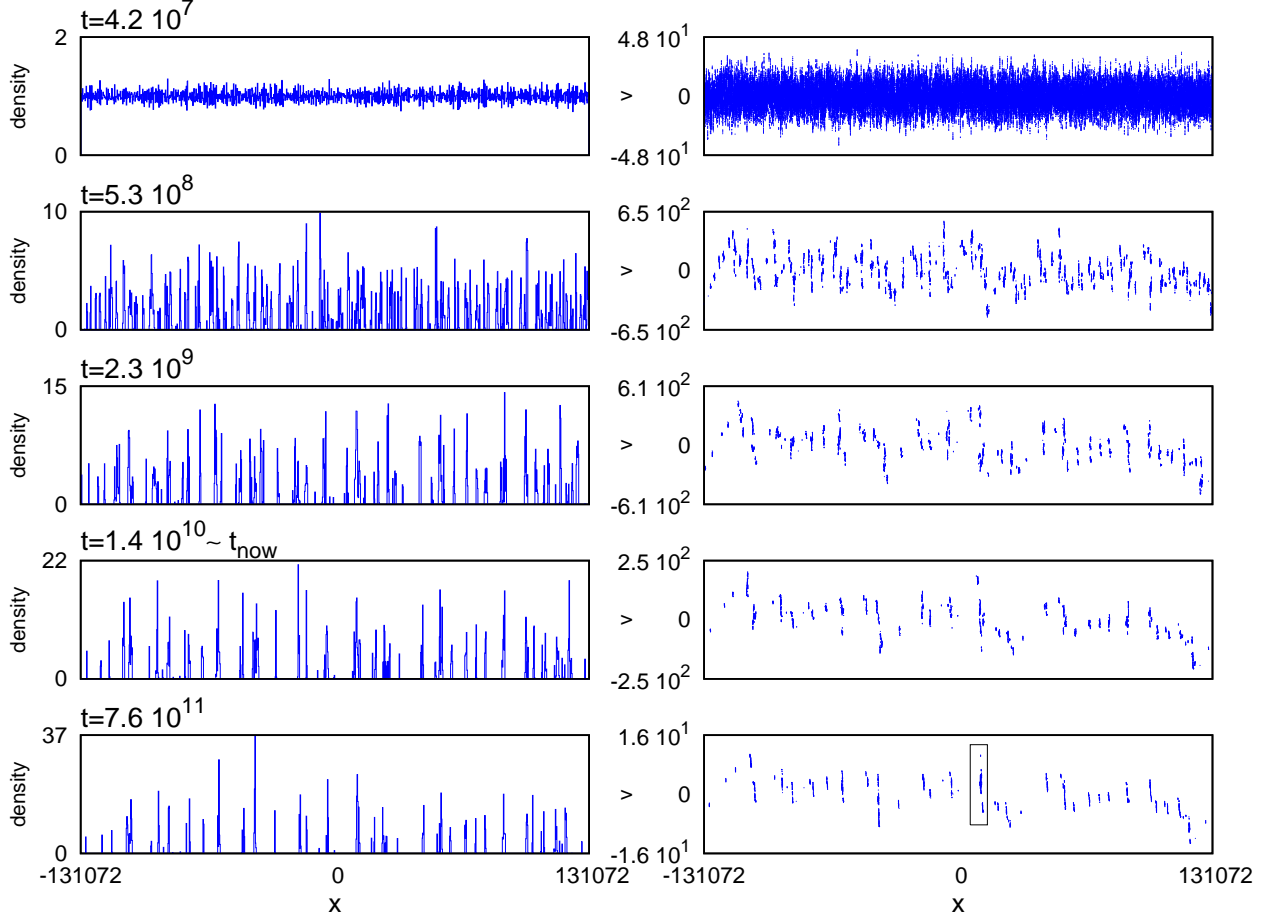 t=4.2 10^7
2
density
0
4.8 10^1
v
0
-4.8 10^1
t=5.3 10^8
10
density
0
6.5 10^2
v
0
-6.5 10^2
t=2.3 10^9
15
density
0
6.1 10^2
v
0
-6.1 10^2
t=1.4 10^10 ~ t_now
22
density
0
2.5 10^2
v
0
-2.5 10^2
t=7.6 10^11
37
density
0
1.6 10^1
v
0
-1.6 10^1
-131072 0 131072
x
-131072 0 131072
x